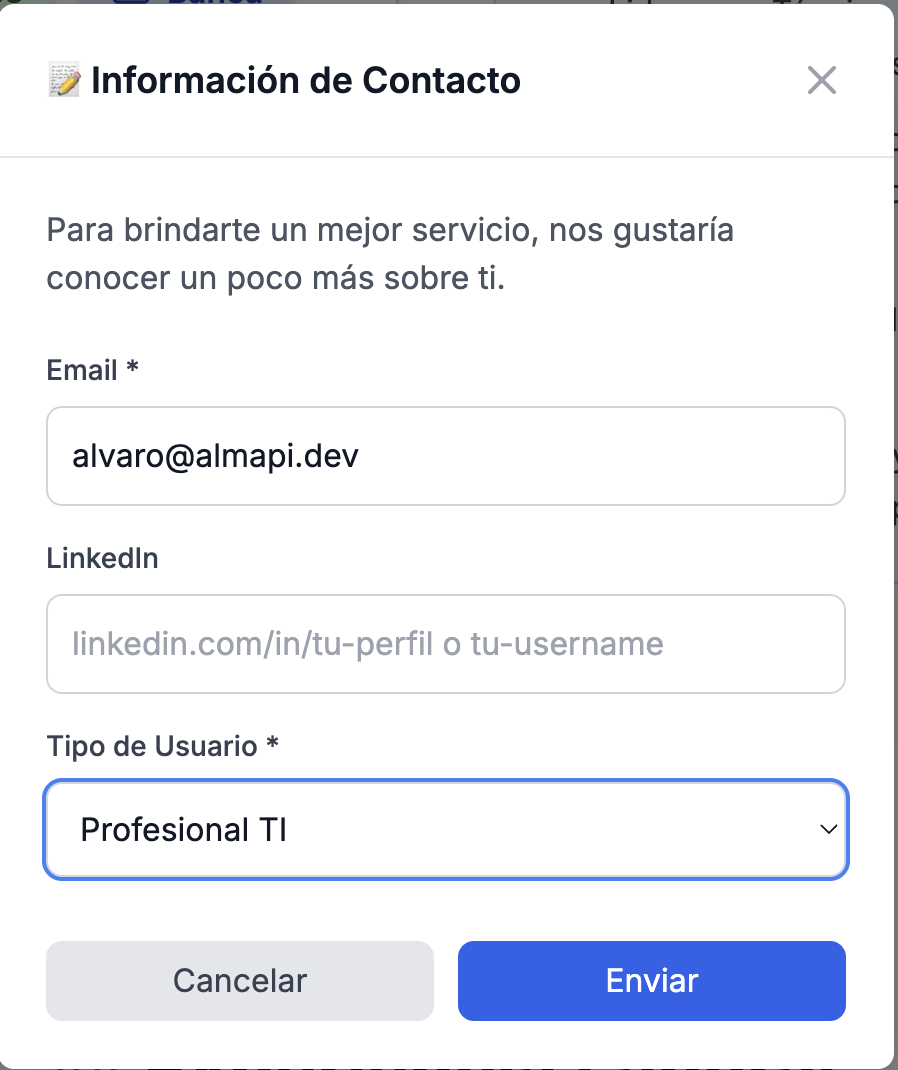 Información de Contacto
Para brindarte un mejor servicio, nos gustaría
conocer un poco más sobre ti.
Email *
alvaro@almapi.dev
LinkedIn
linkedin.com/in/tu-perfil o tu-username
Tipo de Usuario *
Profesional TI
Cancelar
Enviar